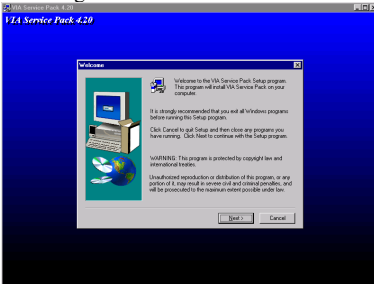 VIA Service Pack 4.20
VIA Service Pack 4.20
Welcome
Welcome to the VIA Service Pack Setup program.
This program will install VIA Service Pack on your
computer.
It is strongly recommended that you exit all Windows programs
before running this Setup program.
Click Cancel to quit Setup and then close any programs you
have running. Click Next to continue with the Setup program.
WARNING: This program is protected by copyright law and
international treaties.
Unauthorized reproduction or distribution of this program, or any
portion of it, may result in severe civil and criminal penalties, and
will be prosecuted to the maximum extent possible under law.
Next >
Cancel